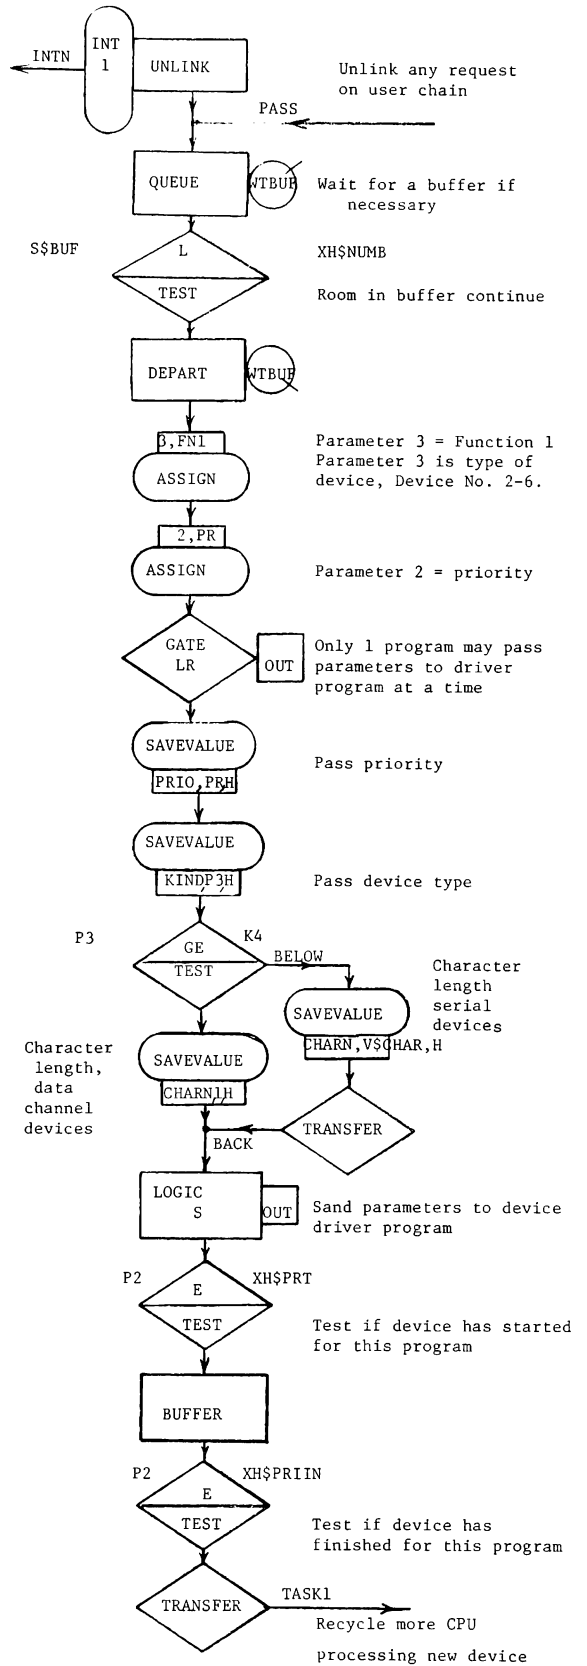 INTN
INT
1
UNLINK
Unlink any request
on user chain
PASS
QUEUE
WTBUF
Wait for a buffer if
necessary
S$BUF
L
XH$NUMB
TEST
Room in buffer continue
DEPART
WTBUF
3,FN1
ASSIGN
Parameter 3 = Function 1
Parameter 3 is type of
device, Device No. 2-6.
2,PR
ASSIGN
Parameter 2 = priority
GATE
LR
OUT
Only 1 program may pass
parameters to driver
program at a time
SAVEVALUE
PRIO,PR,H
Pass priority
SAVEVALUE
KIND,P3,H
Pass device type
P3
GE
K4
TEST
BELOW
Character
length
serial
devices
SAVEVALUE
CHARN,V$CHAR,H
Character
length,
data
channel
devices
SAVEVALUE
CHARN,1,H
TRANSFER
BACK
LOGIC
S
OUT
Sand parameters to device
driver program
P2
E
XH$PRT
TEST
Test if device has started
for this program
BUFFER
P2
XH$PRIIN
E
TEST
Test if device has
finished for this program
TRANSFER
TASK1
Recycle more CPU
processing new device